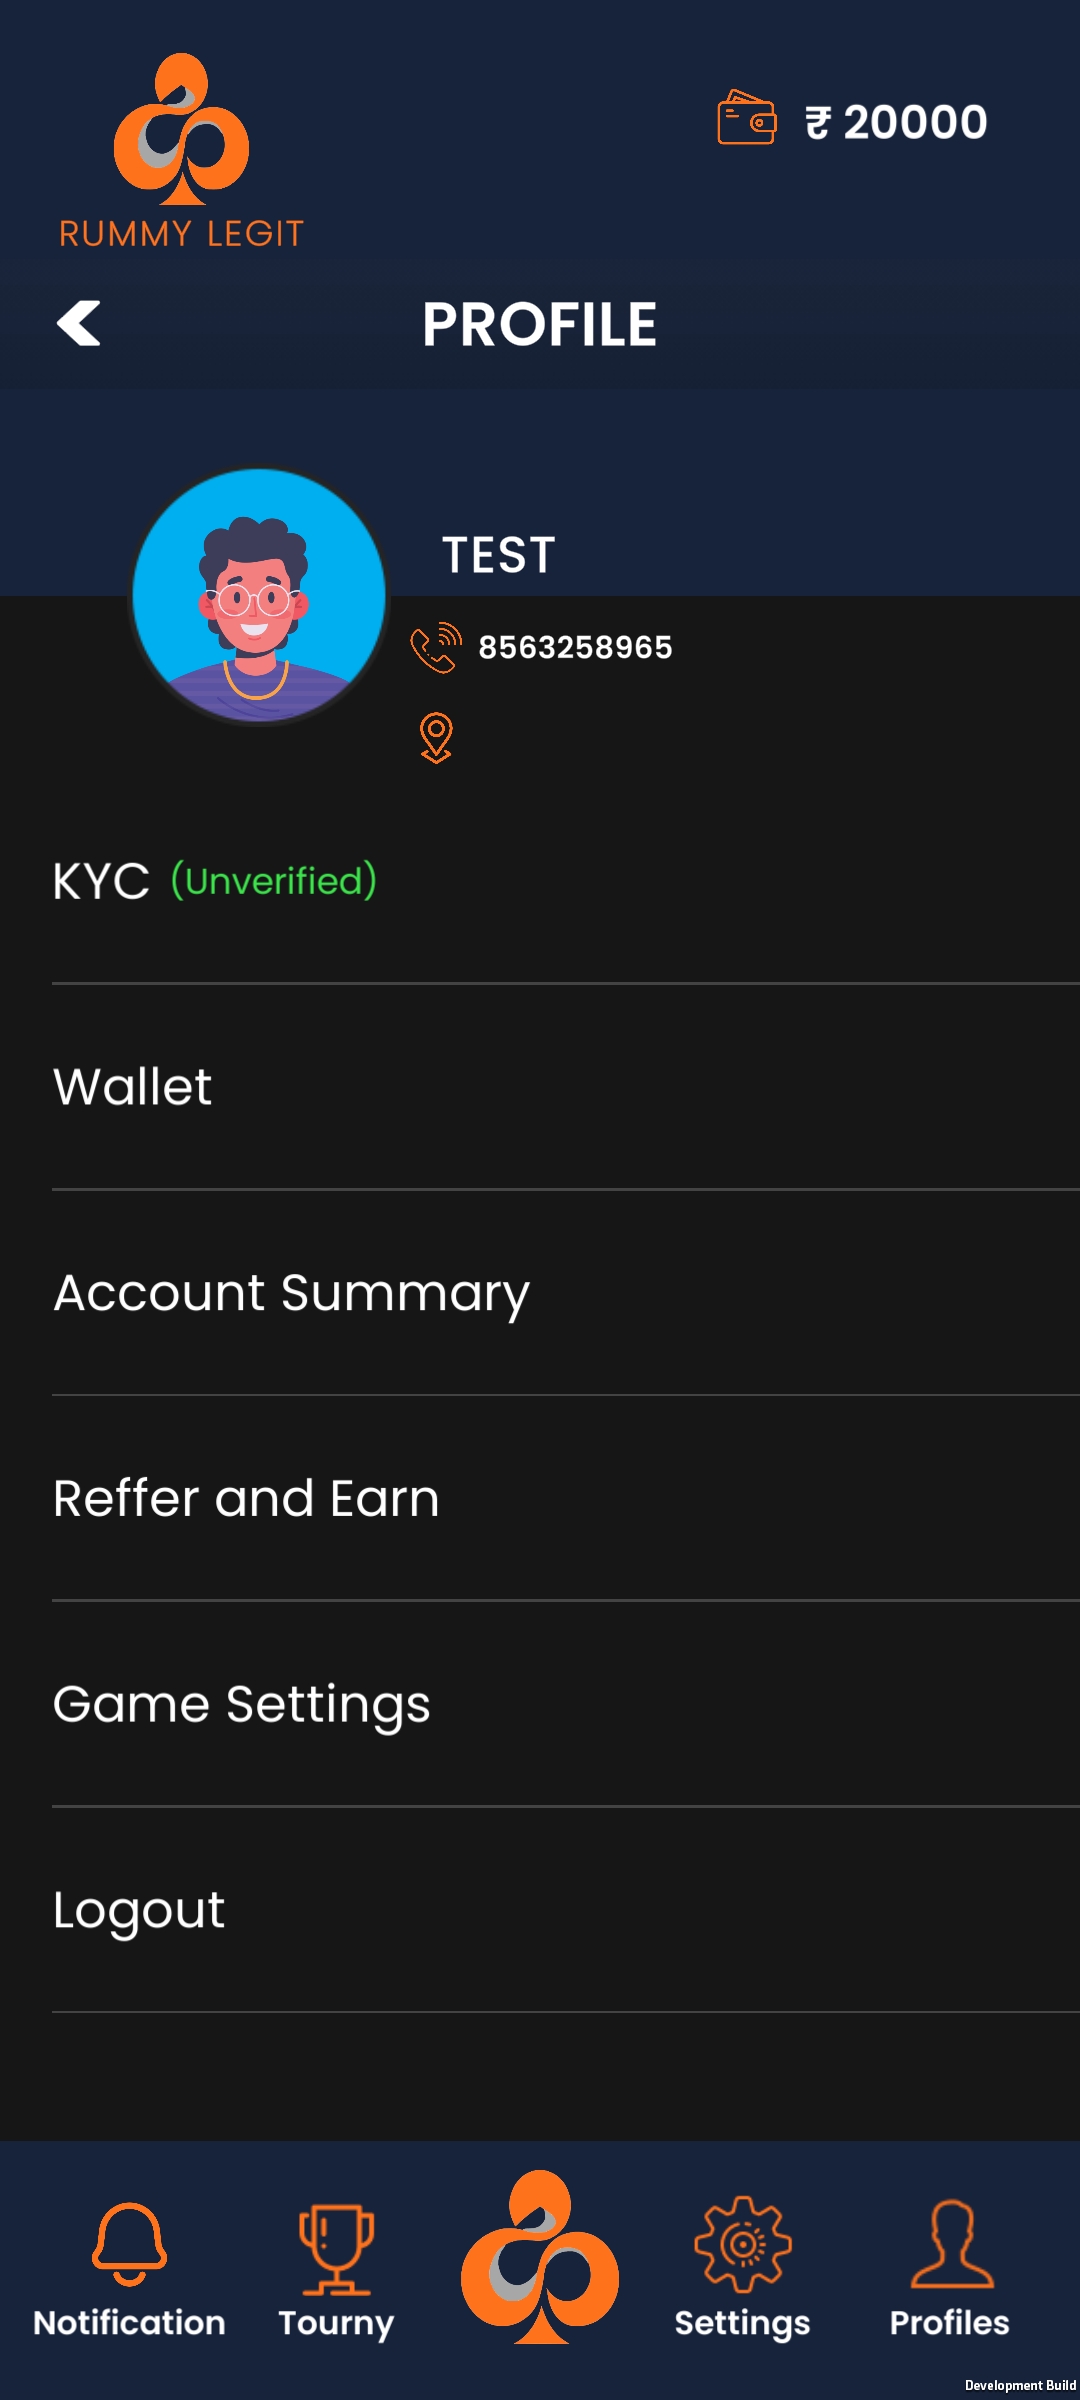 RUMMY LEGIT
₹ 20000
PROFILE
TEST
8563258965
KYC (Unverified)
Wallet
Account Summary
Reffer and Earn
Game Settings
Logout
Notification
Tourny
Settings
Profiles
Development Build